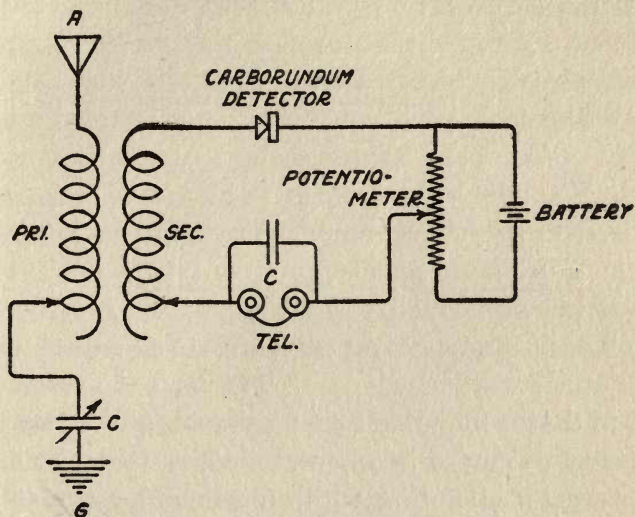 A
CARBORUNDUM
DETECTOR
POTENTIO-
METER
BATTERY
PRI.
SEC.
C
TEL.
C
G